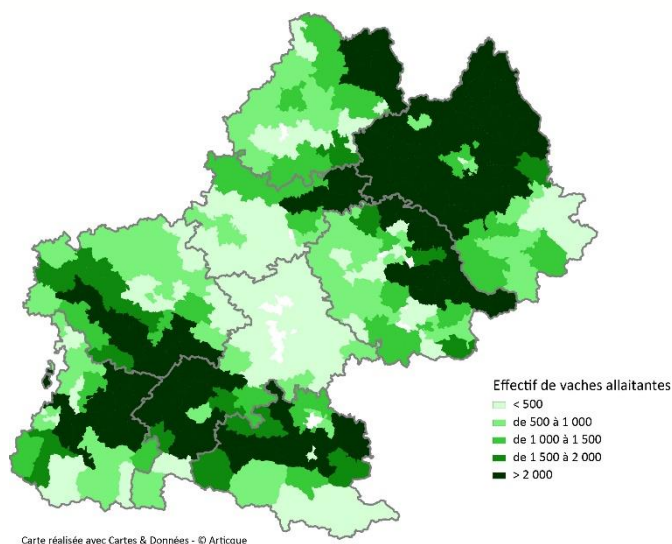 Effectif de vaches allaitantes
< 500
de 500 à 1 000
de 1 000 à 1 500
de 1 500 à 2 000
> 2 000
Carte réalisée avec Cartes & Données - © Articque